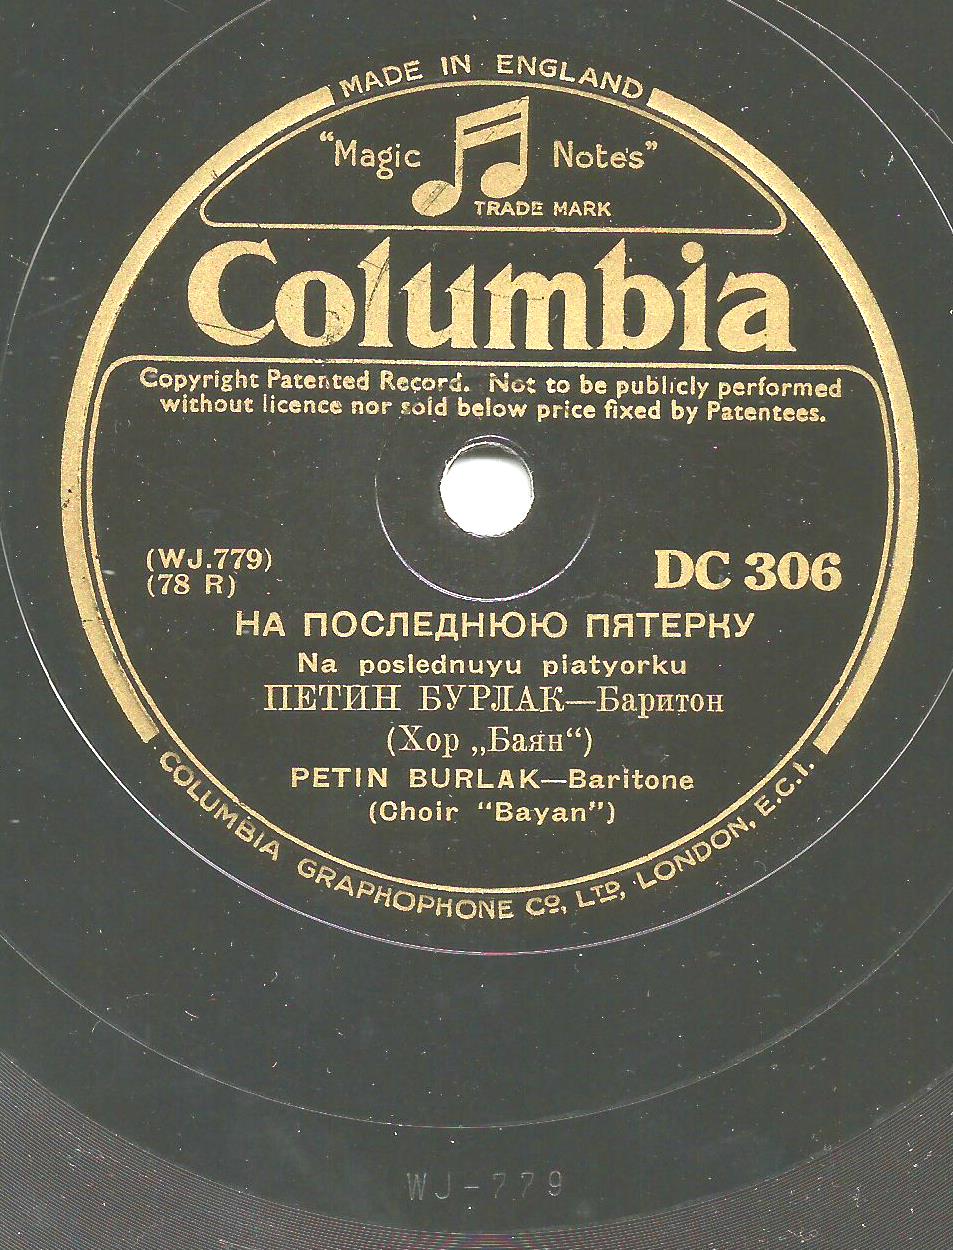 MADE IN ENGLAND
“Magic Notes”
TRADE MARK
Columbia
Copyright Patented Record. Not to be publicly performed
without licence nor sold below price fixed by Patentees.
(WJ.779)
(78 R)
DC 306
НА ПОСЛЕДНЮЮ ПЯТЕРКУ
Na poslednuyu piatyorku
ПЕТИН БУРЛАК—Баритон
(Хор „Баян“)
PETIN BURLAK—Baritone
(Choir “Bayan”)
COLUMBIA GRAPHOPHONE CO, LTD, LONDON, E.C.I.
WJ-779